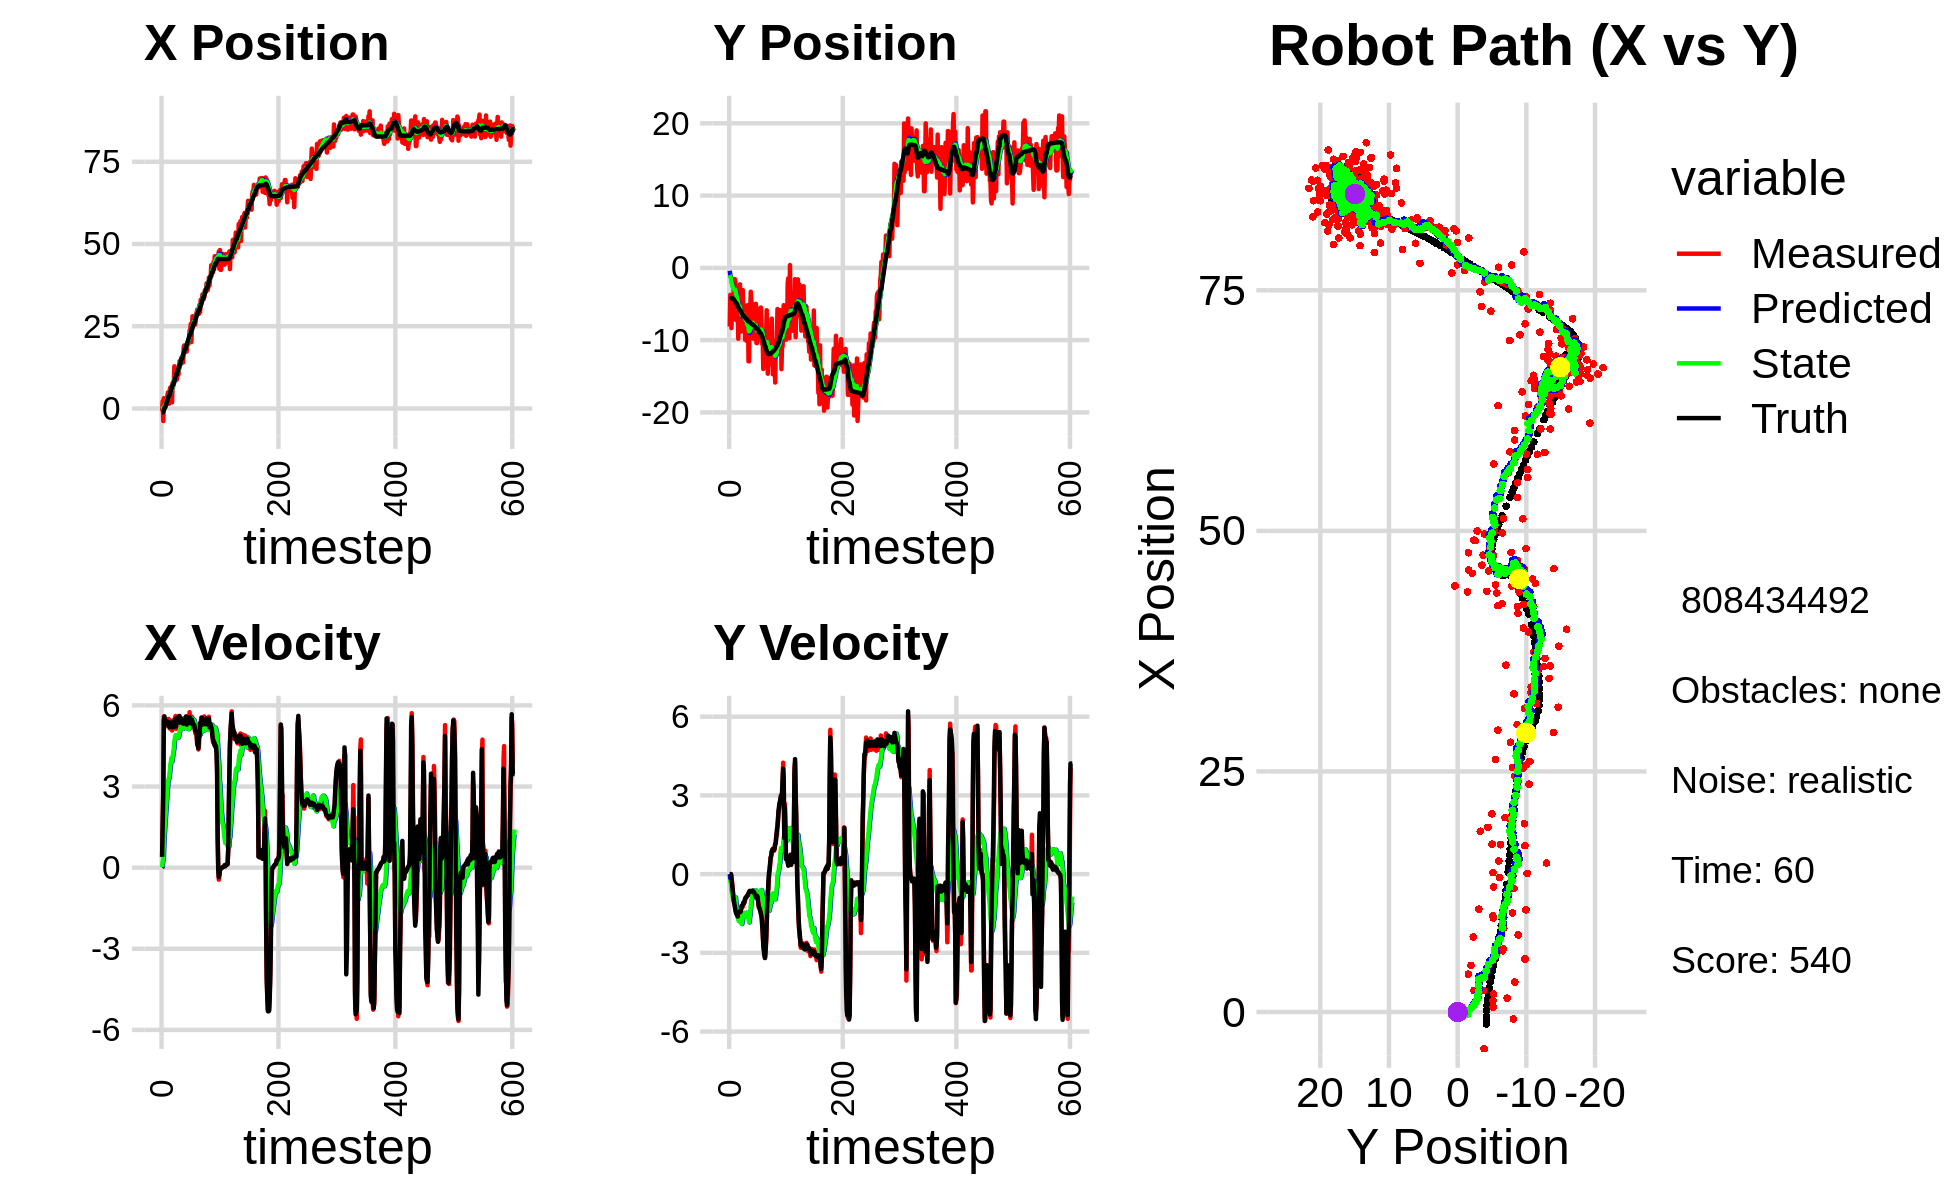 X Position
75
50
25
0
0
200
400
600
timestep
Y Position
20
10
0
-10
-20
0
200
400
600
timestep
X Velocity
6
3
0
-3
-6
0
200
400
600
timestep
Y Velocity
6
3
0
-3
-6
0
200
400
600
timestep
Robot Path (X vs Y)
X Position
75
50
25
0
20 10 0 -10 -20
Y Position
variable
Measured
Predicted
State
Truth
808434492
Obstacles: none
Noise: realistic
Time: 60
Score: 540